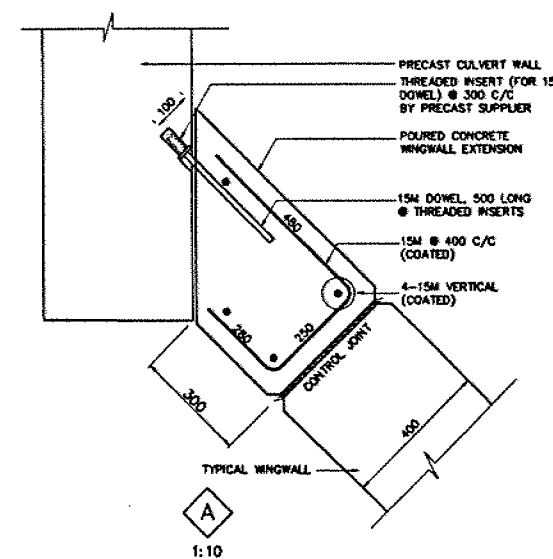 PRECAST CULVERT WALL
THREADED INSERT (FOR 15
DOWEL) @ 300 C/C
BY PRECAST SUPPLIER
100
POURED CONCRETE
WINGWALL EXTENSION
15M DOWEL, 500 LONG
@ THREADED INSERTS
480
15M @ 400 C/C
(COATED)
4-15M VERTICAL
(COATED)
280
250
CONTROL JOINT
300
400
TYPICAL WINGWALL
A
1:10